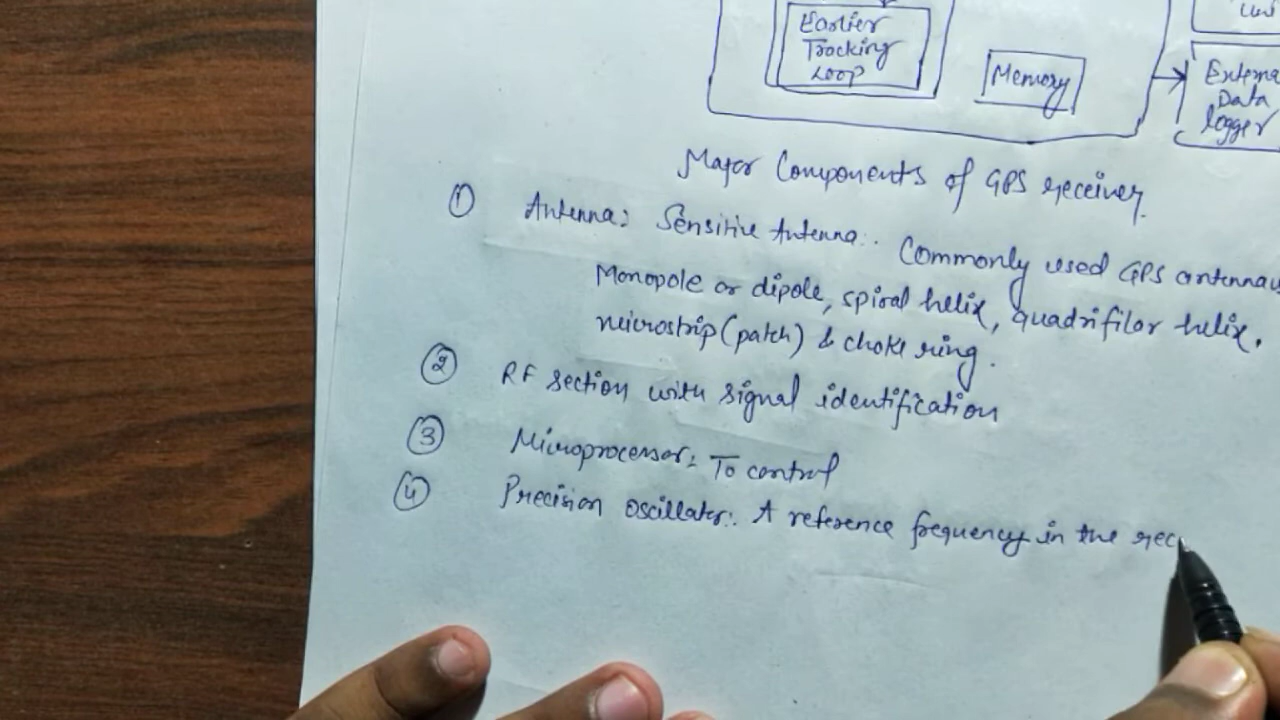 Earlier
Tracking
Loop
Memory
Data
logger
Major Components of GPS receiver.
① Antenna: Sensitive Antenna:. Commonly used GPS antennas
Monopole or dipole, spiral helix, quadrifilar helix.
microstrip (patch) & choke ring.
② RF section with signal identification
③ Microprocessor: To control
④ Precision oscillator:. A reference frequency in the rec